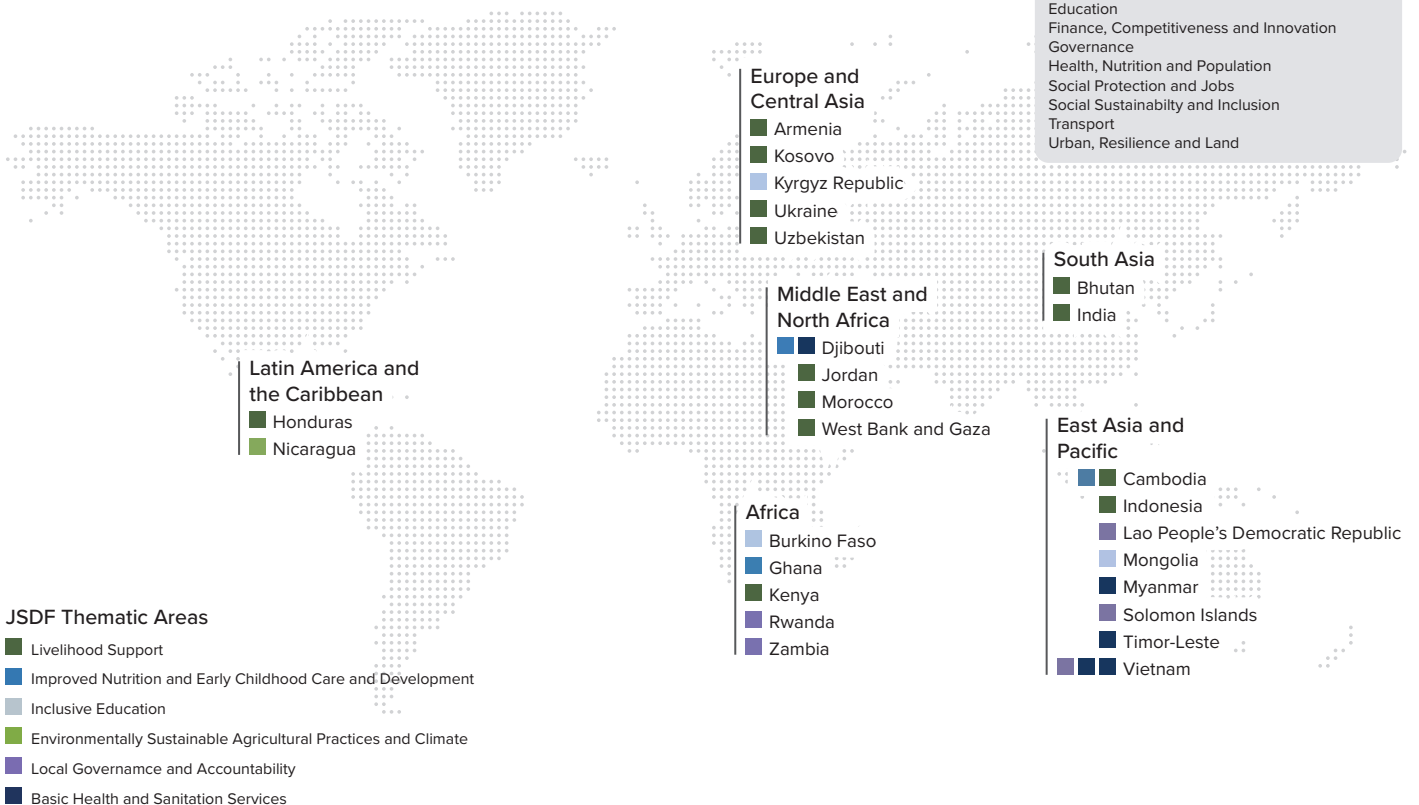 Education
Finance, Competitiveness and Innovation
Governance
Health, Nutrition and Population
Social Protection and Jobs
Social Sustainabilty and Inclusion
Transport
Urban, Resilience and Land
Europe and
Central Asia
Armenia
Kosovo
Kyrgyz Republic
Ukraine
Uzbekistan
South Asia
Bhutan
India
Middle East and
North Africa
Djibouti
Jordan
Morocco
West Bank and Gaza
Latin America and
the Caribbean
Honduras
Nicaragua
East Asia and
Pacific
Cambodia
Indonesia
Lao People’s Democratic Republic
Mongolia
Myanmar
Solomon Islands
Timor-Leste
Vietnam
Africa
Burkino Faso
Ghana
Kenya
Rwanda
Zambia
JSDF Thematic Areas
Livelihood Support
Improved Nutrition and Early Childhood Care and Development
Inclusive Education
Environmentally Sustainable Agricultural Practices and Climate
Local Governamce and Accountability
Basic Health and Sanitation Services